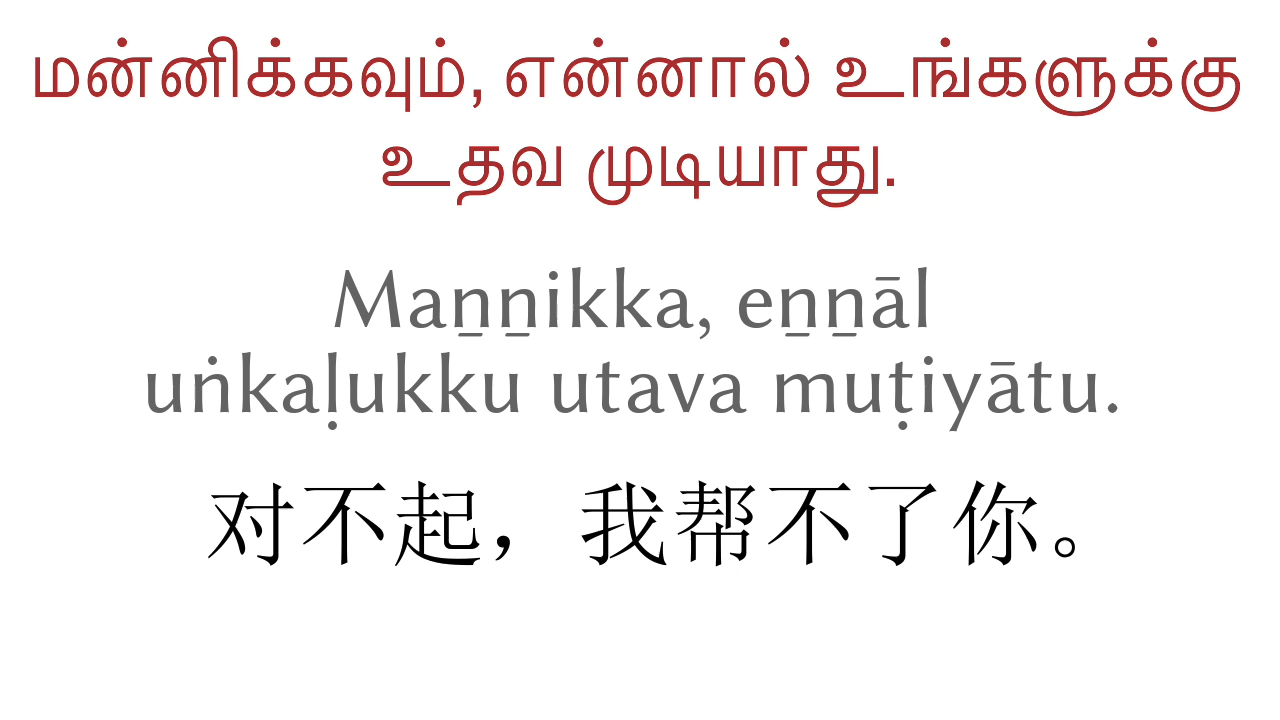 மன்னிக்கவும், என்னால் உங்களுக்கு
உதவ முடியாது.
Maṉṉikka, eṉṉāl
uṅkaḷukku utava muṭiyātu.
对不起，我帮不了你。